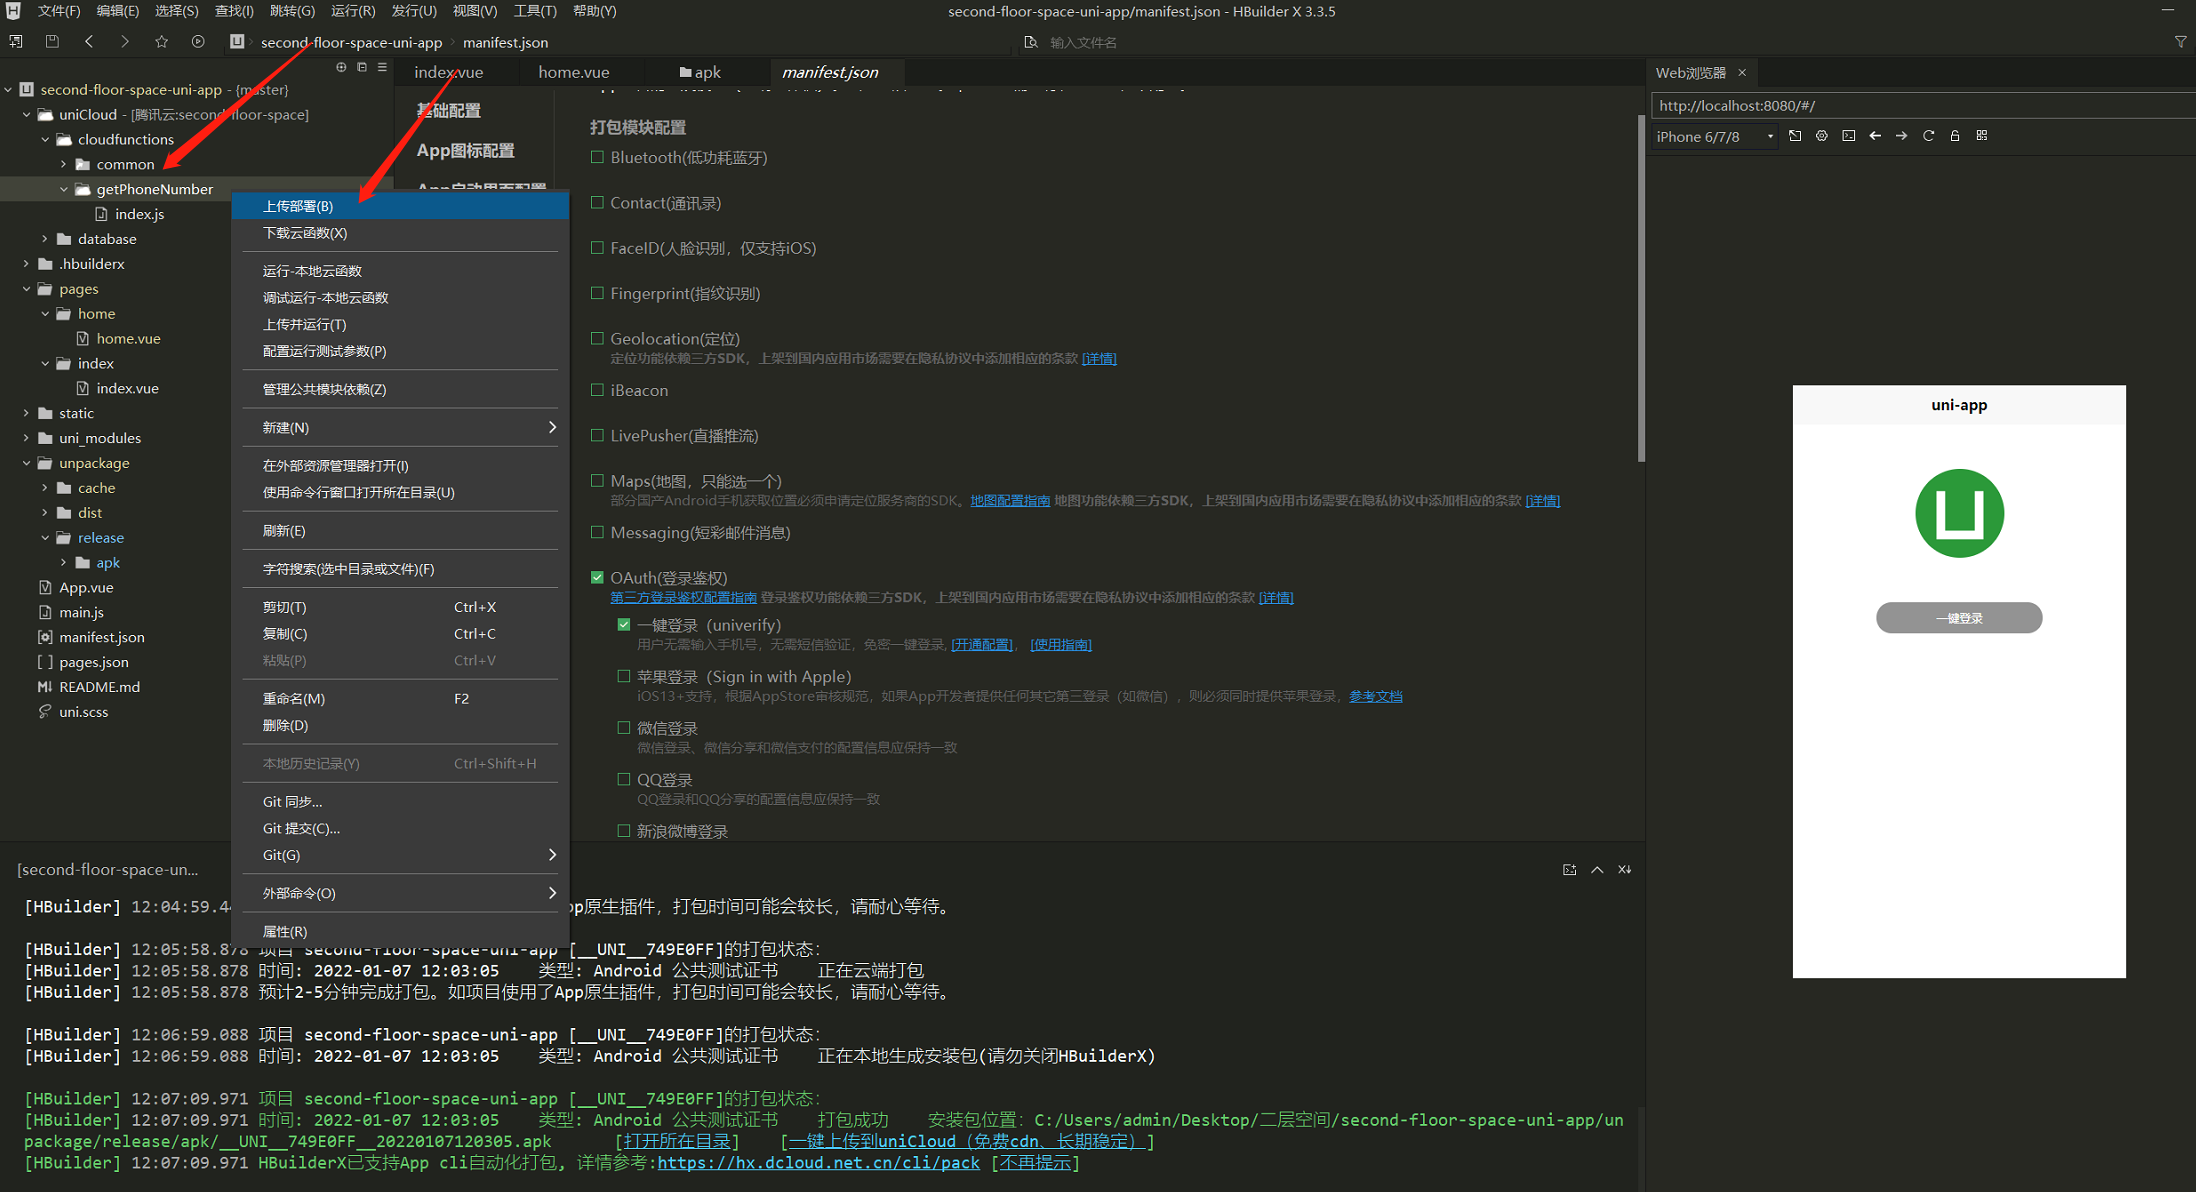 文件(F) 编辑(E) 选择(S) 查找(I) 跳转(G) 运行(R) 发行(U) 视图(V) 工具(T) 帮助(Y)
second-floor-space-uni-app/manifest.json - HBuilder X 3.3.5
second-floor-space-uni-app manifest.json
输入文件名
index.vue home.vue apk manifest.json
Web浏览器
http://localhost:8080/#/
iPhone 6/7/8
second-floor-space-uni-app - {master}
uniCloud - [腾讯云:second-floor-space]
cloudfunctions
common
getPhoneNumber
index.js
database
.hbuilderx
pages
home
home.vue
index
index.vue
static
uni_modules
unpackage
cache
dist
release
apk
App.vue
main.js
manifest.json
pages.json
README.md
uni.scss
上传部署(B)
下载云函数(X)
运行-本地云函数
调试运行-本地云函数
上传并运行(T)
配置运行测试参数(P)
管理公共模块依赖(Z)
新建(N)
在外部资源管理器打开(I)
使用命令行窗口打开所在目录(U)
刷新(E)
字符搜索(选中目录或文件)(F)
剪切(T) Ctrl+X
复制(C) Ctrl+C
粘贴(P) Ctrl+V
重命名(M) F2
删除(D)
本地历史记录(Y) Ctrl+Shift+H
Git 同步...
Git 提交(C)...
Git(G)
外部命令(O)
属性(R)
基础配置
App图标配置
App启动界面配置
打包模块配置
Bluetooth(低功耗蓝牙)
Contact(通讯录)
FaceID(人脸识别，仅支持iOS)
Fingerprint(指纹识别)
Geolocation(定位)
定位功能依赖三方SDK，上架到国内应用市场需要在隐私协议中添加相应的条款 [详情]
iBeacon
LivePusher(直播推流)
Maps(地图，只能选一个)
部分国产Android手机获取位置必须申请定位服务商的SDK。地图配置指南 地图功能依赖三方SDK，上架到国内应用市场需要在隐私协议中添加相应的条款 [详情]
Messaging(短彩邮件消息)
OAuth(登录鉴权)
第三方登录鉴权配置指南 登录鉴权功能依赖三方SDK，上架到国内应用市场需要在隐私协议中添加相应的条款 [详情]
一键登录（univerify）
用户无需输入手机号，无需短信验证，免密一键登录, [开通配置]， [使用指南]
苹果登录（Sign in with Apple）
iOS13+支持，根据AppStore审核规范，如果App开发者提供任何其它第三登录（如微信），则必须同时提供苹果登录，参考文档
微信登录
微信登录、微信分享和微信支付的配置信息应保持一致
QQ登录
QQ登录和QQ分享的配置信息应保持一致
新浪微博登录
uni-app
一键登录
[second-floor-space-un...
[HBuilder] 12:04:59.4 pp原生插件，打包时间可能会较长，请耐心等待。
[HBuilder] 12:05:58.878 项目 second-floor-space-uni-app [__UNI__749E0FF]的打包状态：
[HBuilder] 12:05:58.878 时间: 2022-01-07 12:03:05 类型: Android 公共测试证书 正在云端打包
[HBuilder] 12:05:58.878 预计2-5分钟完成打包。如项目使用了App原生插件，打包时间可能会较长，请耐心等待。
[HBuilder] 12:06:59.088 项目 second-floor-space-uni-app [__UNI__749E0FF]的打包状态：
[HBuilder] 12:06:59.088 时间: 2022-01-07 12:03:05 类型: Android 公共测试证书 正在本地生成安装包(请勿关闭HBuilderX)
[HBuilder] 12:07:09.971 项目 second-floor-space-uni-app [__UNI__749E0FF]的打包状态：
[HBuilder] 12:07:09.971 时间: 2022-01-07 12:03:05 类型: Android 公共测试证书 打包成功 安装包位置：C:/Users/admin/Desktop/二层空间/second-floor-space-uni-app/un
package/release/apk/__UNI__749E0FF__20220107120305.apk [打开所在目录] [一键上传到uniCloud（免费cdn、长期稳定）]
[HBuilder] 12:07:09.971 HBuilderX已支持App cli自动化打包, 详情参考:https://hx.dcloud.net.cn/cli/pack [不再提示]